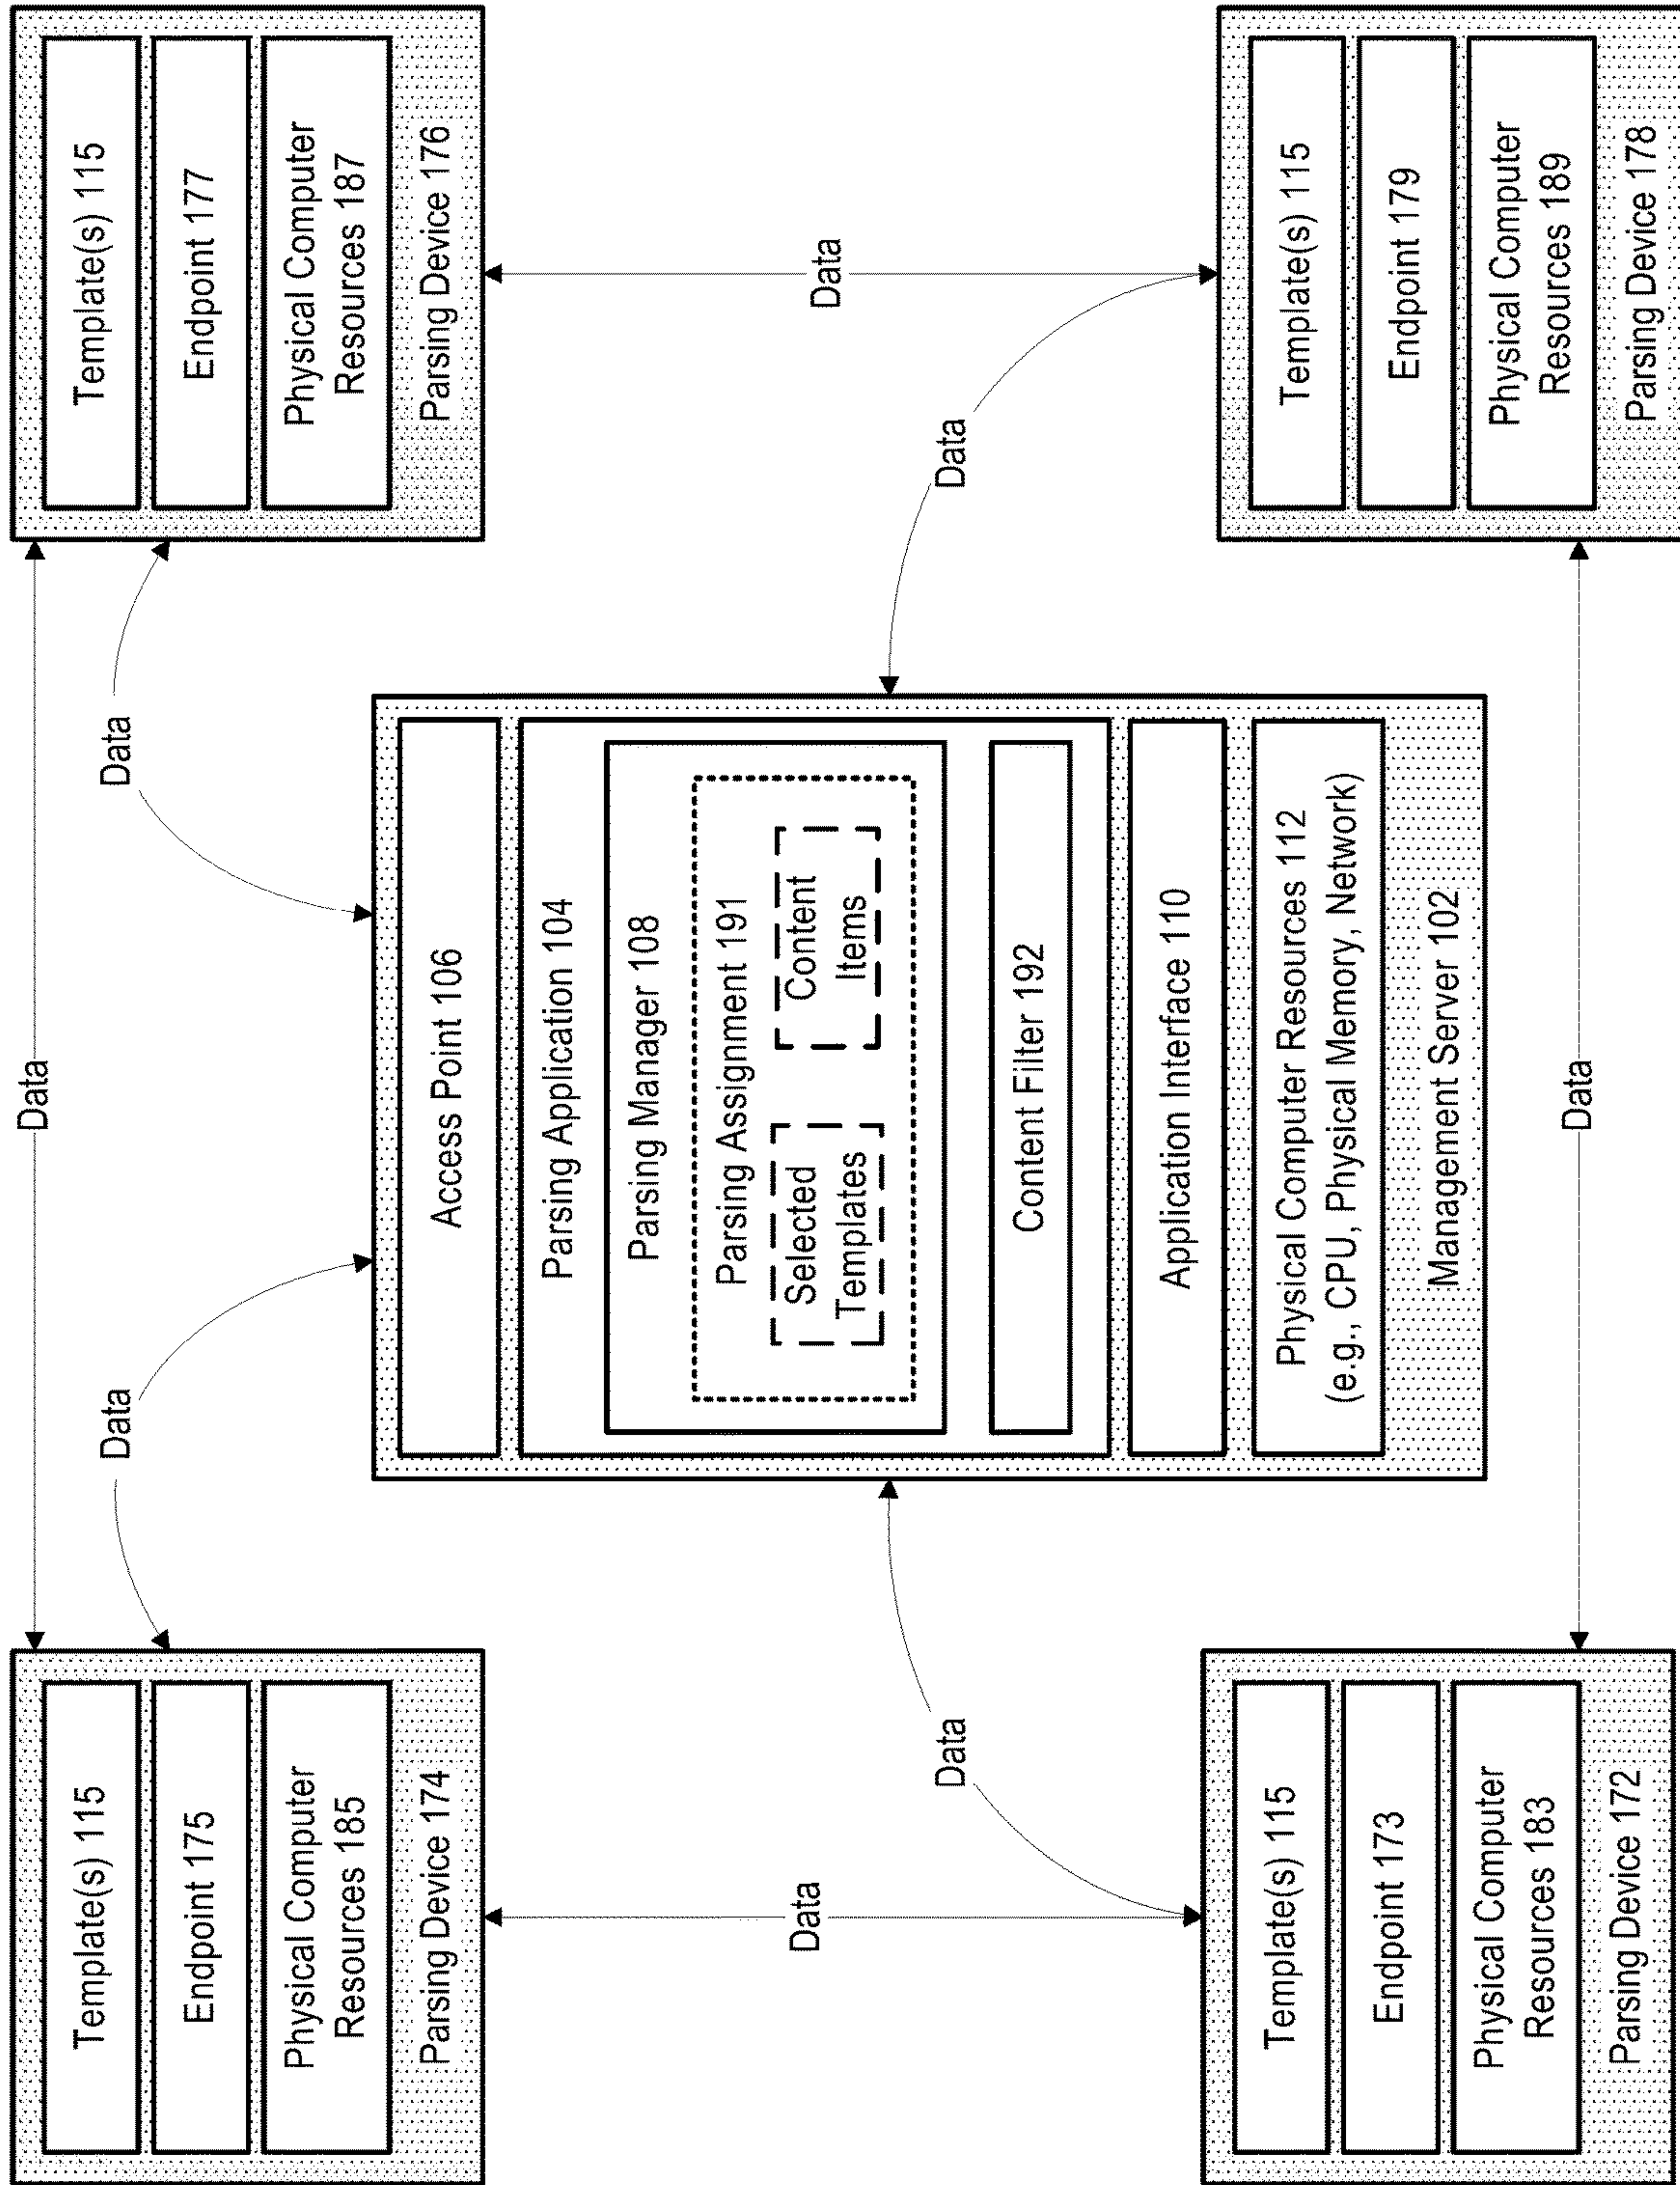 Data
Template(s) 115
Endpoint 175
Physical Computer
Resources 185
Parsing Device 174
Template(s) 115
Endpoint 177
Physical Computer
Resources 187
Parsing Device 176
Data
Data
Access Point 106
Parsing Application 104
Parsing Manager 108
Parsing Assignment 191
Selected
Templates
Content
Items
Content Filter 192
Application Interface 110
Physical Computer Resources 112
(e.g., CPU, Physical Memory, Network)
Management Server 102
Data
Data
Data
Data
Template(s) 115
Endpoint 173
Physical Computer
Resources 183
Parsing Device 172
Template(s) 115
Endpoint 179
Physical Computer
Resources 189
Parsing Device 178
Data